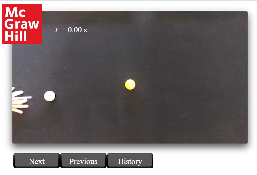 Mc
Graw
Hill
t = 0.00 s
Next
Previous
History